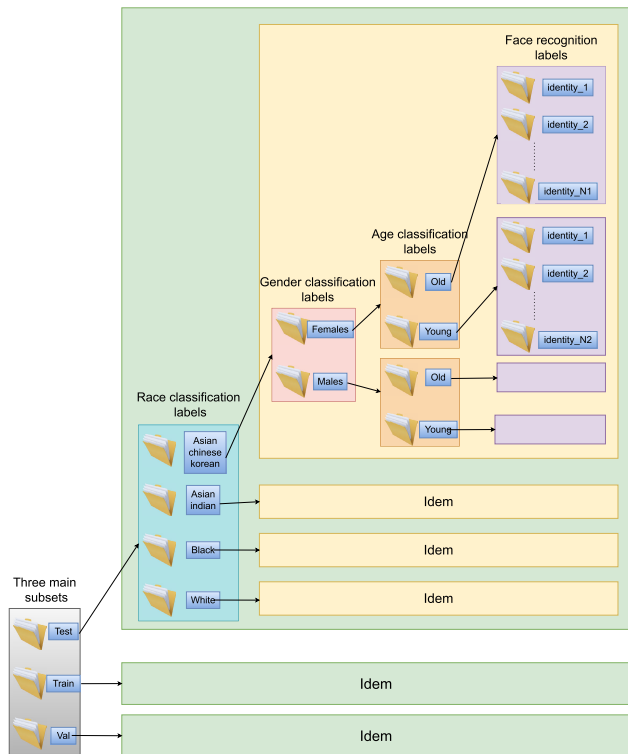 Face recognition
labels
identity_1
identity_2
identity_N1
identity_1
identity_2
identity_N2
Age classification
labels
Old
Young
Old
Young
Gender classification
labels
Females
Males
Race classification
labels
Asian
chinese
korean
Asian
indian
Idem
Black
Idem
White
Idem
Three main
subsets
Test
Train
Idem
Val
Idem